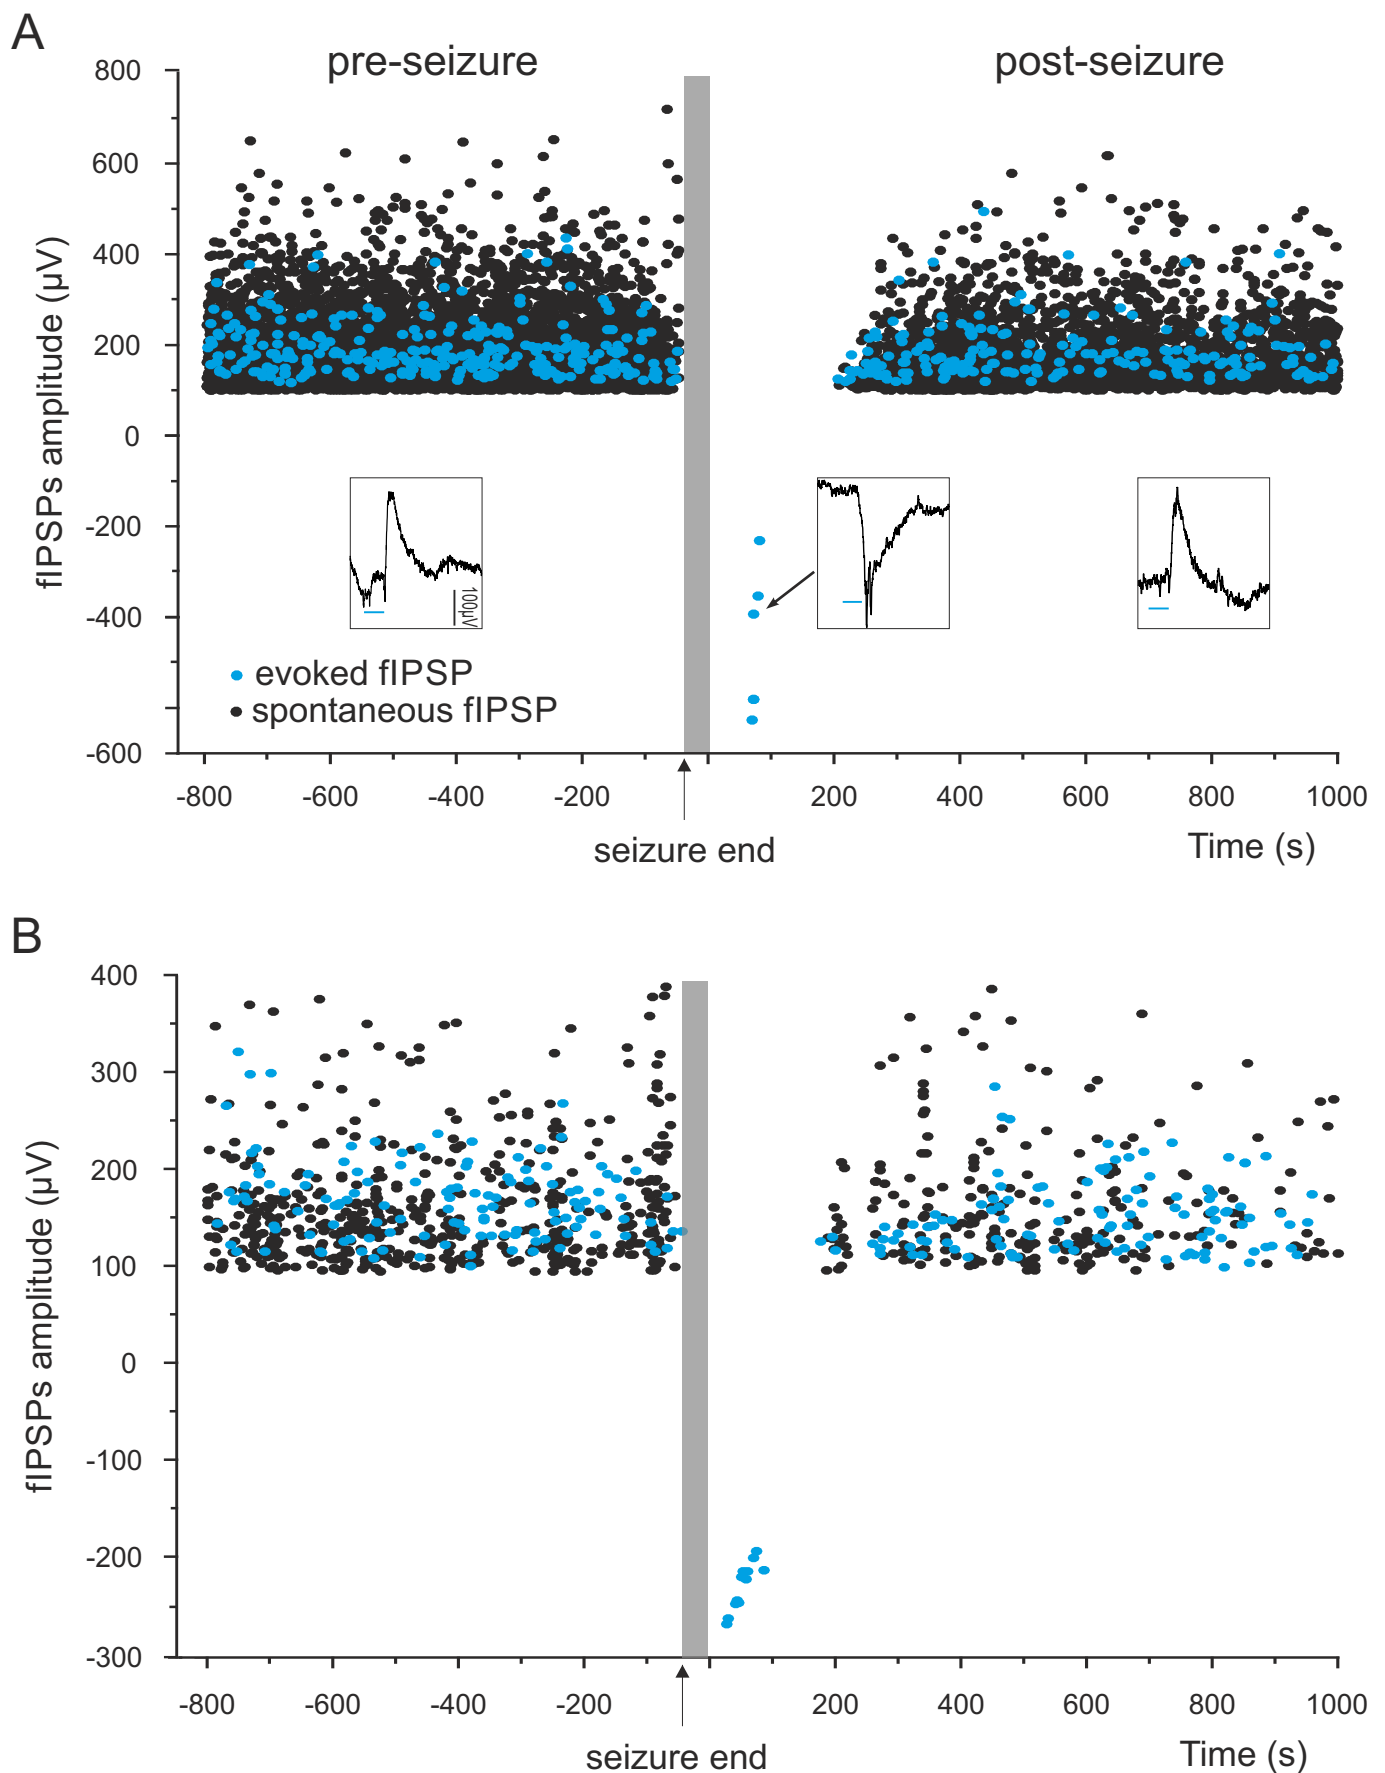 A
pre-seizure
post-seizure
800
600
400
200
0
-200
-400
-600
fIPSPs amplitude (µV)
100µV
evoked fIPSP
spontaneous fIPSP
-800 -600 -400 -200 200 400 600 800 1000
seizure end
Time (s)
B
400
300
200
100
0
-100
-200
-300
fIPSPs amplitude (µV)
-800 -600 -400 -200 200 400 600 800 1000
seizure end
Time (s)